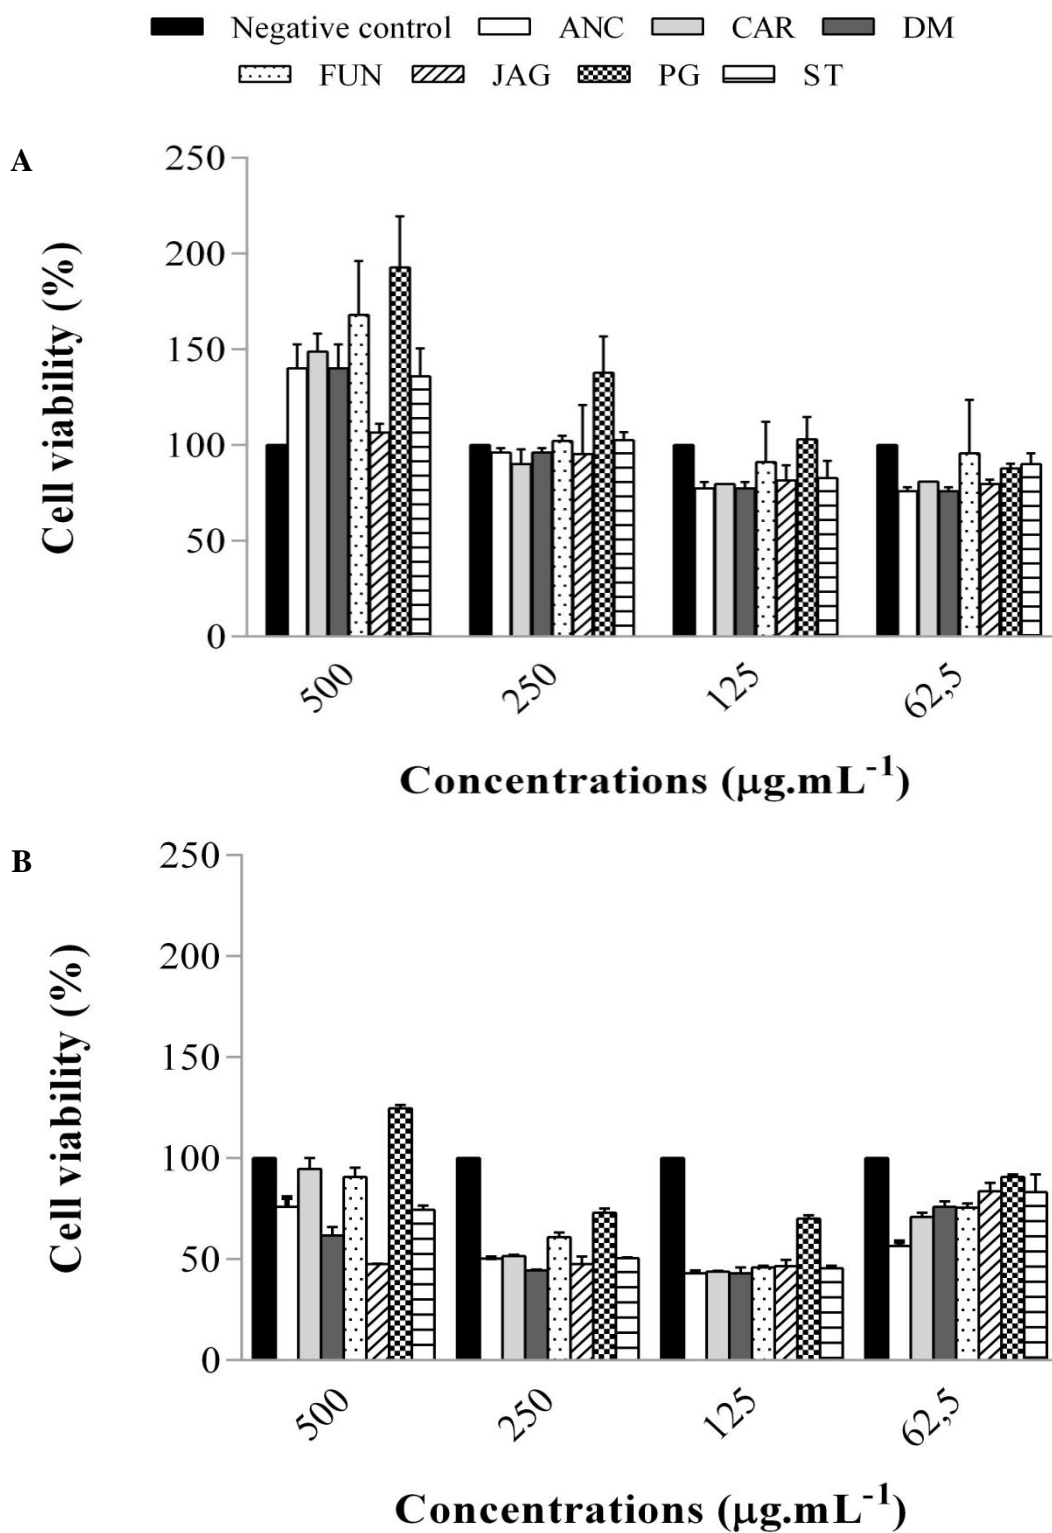 Negative control ANC CAR DM
FUN JAG PG ST
A
Cell viability (%)
250
200
150
100
50
0
500 250 125 62,5
Concentrations (µg.mL⁻¹)
B
Cell viability (%)
250
200
150
100
50
0
500 250 125 62,5
Concentrations (µg.mL⁻¹)